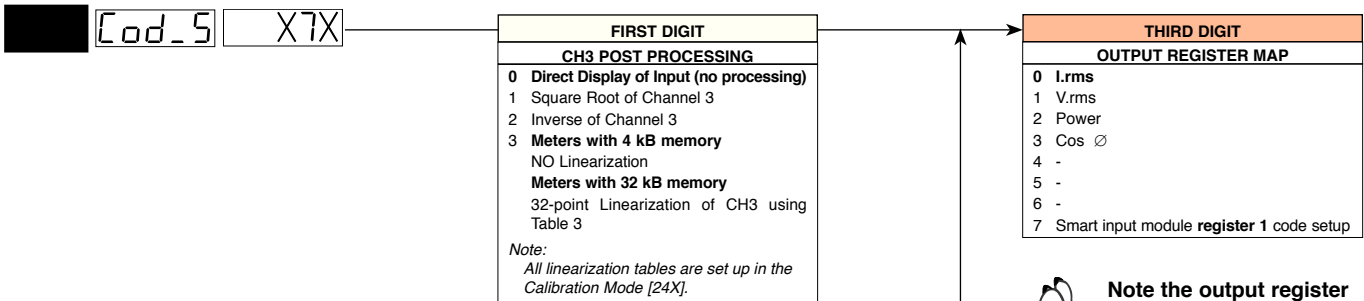 Cod_S
X7X
FIRST DIGIT
CH3 POST PROCESSING
0 Direct Display of Input (no processing)
1 Square Root of Channel 3
2 Inverse of Channel 3
3 Meters with 4 kB memory
NO Linearization
Meters with 32 kB memory
32-point Linearization of CH3 using
Table 3
Note:
All linearization tables are set up in the
Calibration Mode [24X].
THIRD DIGIT
OUTPUT REGISTER MAP
0 I.rms
1 V.rms
2 Power
3 Cos ∅
4 -
5 -
6 -
7 Smart input module register 1 code setup
Note the output register